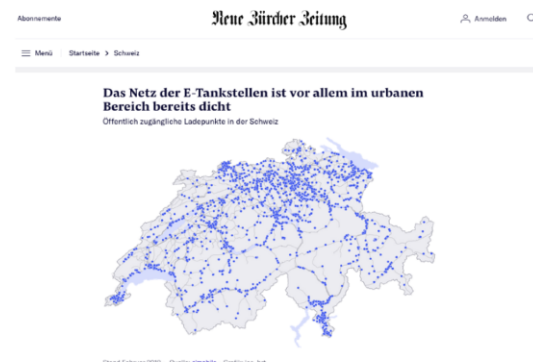 Abonnemente
Neue Zürcher Zeitung
Anmelden
Menü
Startseite > Schweiz
Das Netz der E-Tankstellen ist vor allem im urbanen
Bereich bereits dicht
Öffentlich zugängliche Ladepunkte in der Schweiz